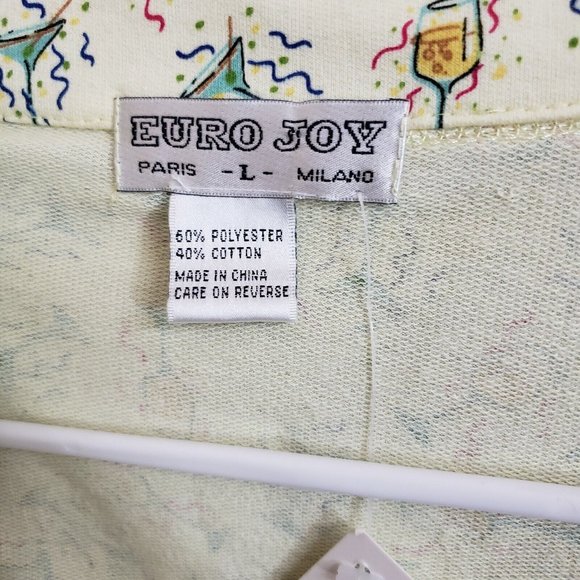 EURO JOY
PARIS -L- MILANO
60% POLYESTER
40% COTTON
MADE IN CHINA
CARE ON REVERSE